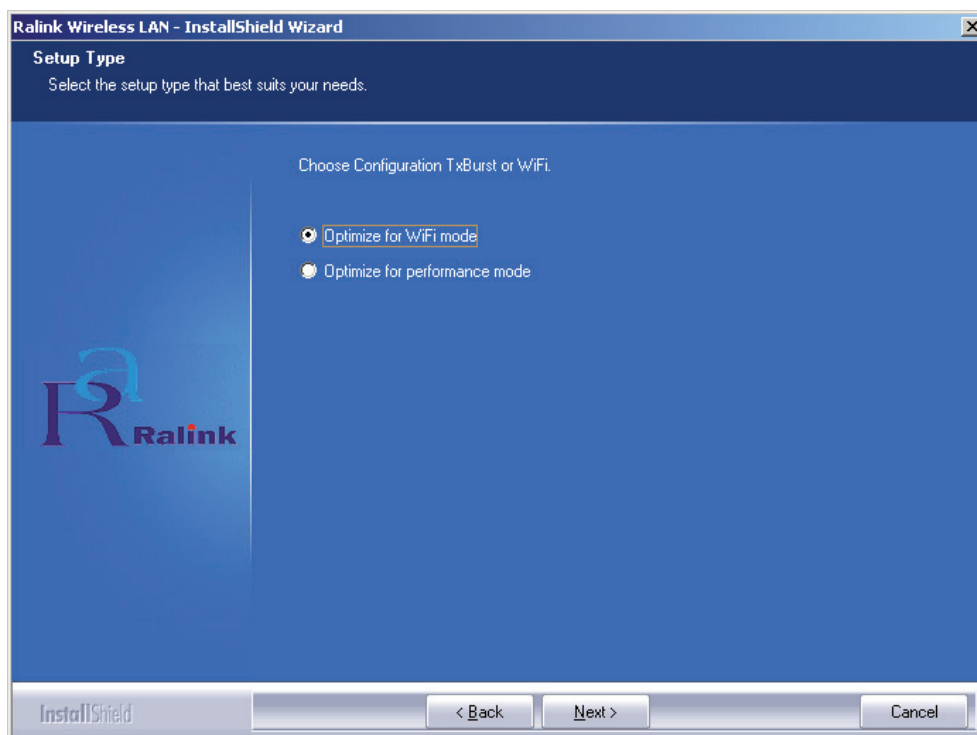 Ralink Wireless LAN - InstallShield Wizard
Setup Type
Select the setup type that best suits your needs.
Choose Configuration TxBurst or WiFi.
Optimize for WiFi mode
Optimize for performance mode
Ra
Ralink
InstallShield
< Back
Next >
Cancel